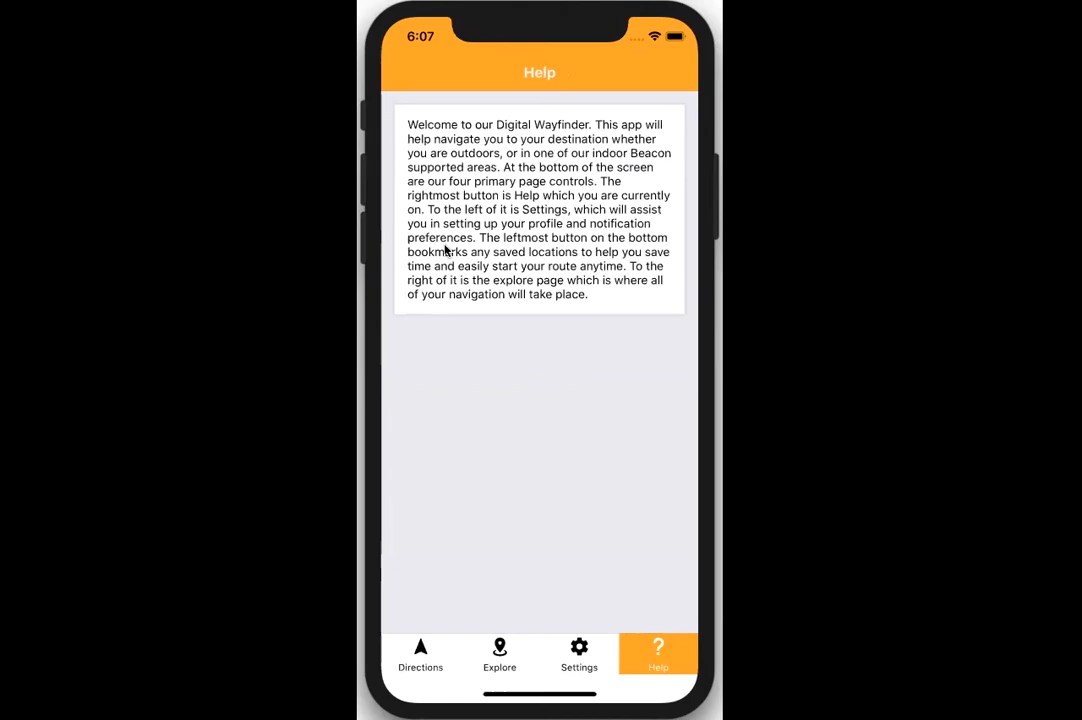 6:07
Help
Welcome to our Digital Wayfinder. This app will
help navigate you to your destination whether
you are outdoors, or in one of our indoor Beacon
supported areas. At the bottom of the screen
are our four primary page controls. The
rightmost button is Help which you are currently
on. To the left of it is Settings, which will assist
you in setting up your profile and notification
preferences. The leftmost button on the bottom
bookmarks any saved locations to help you save
time and easily start your route anytime. To the
right of it is the explore page which is where all
of your navigation will take place.
Directions
Explore
Settings
Help